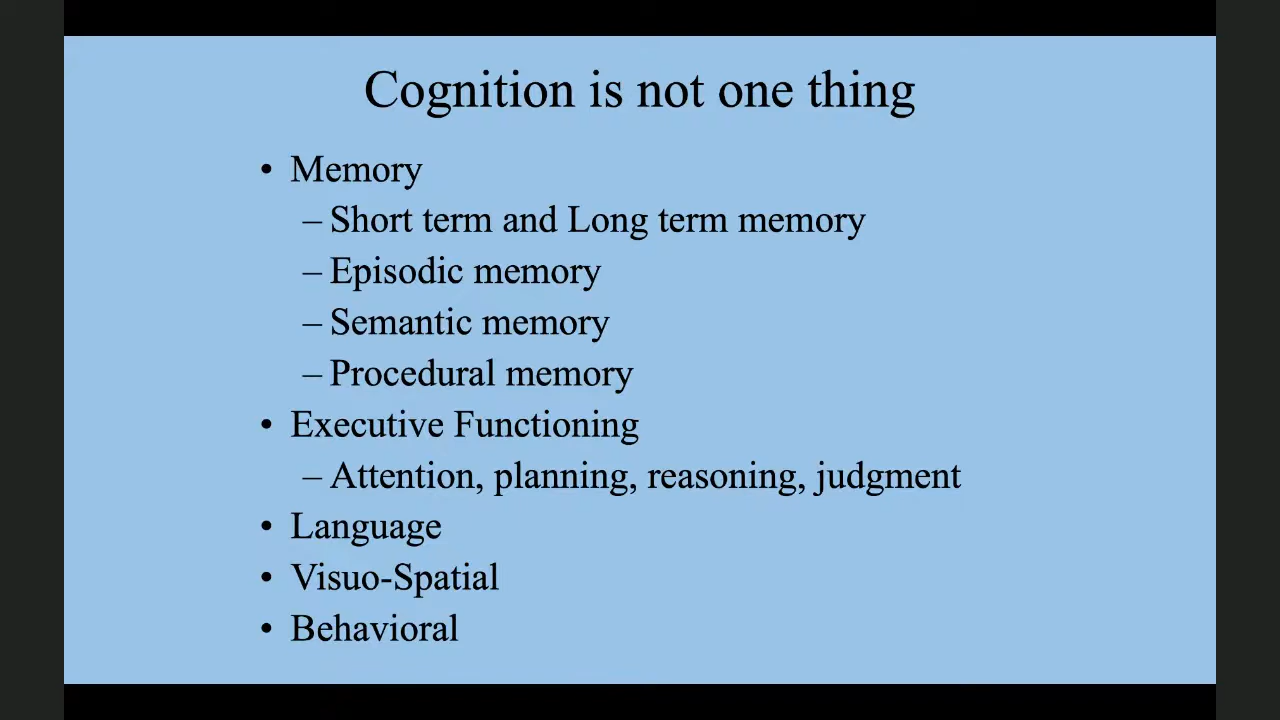 Cognition is not one thing
• Memory
– Short term and Long term memory
– Episodic memory
– Semantic memory
– Procedural memory
• Executive Functioning
– Attention, planning, reasoning, judgment
• Language
• Visuo-Spatial
• Behavioral